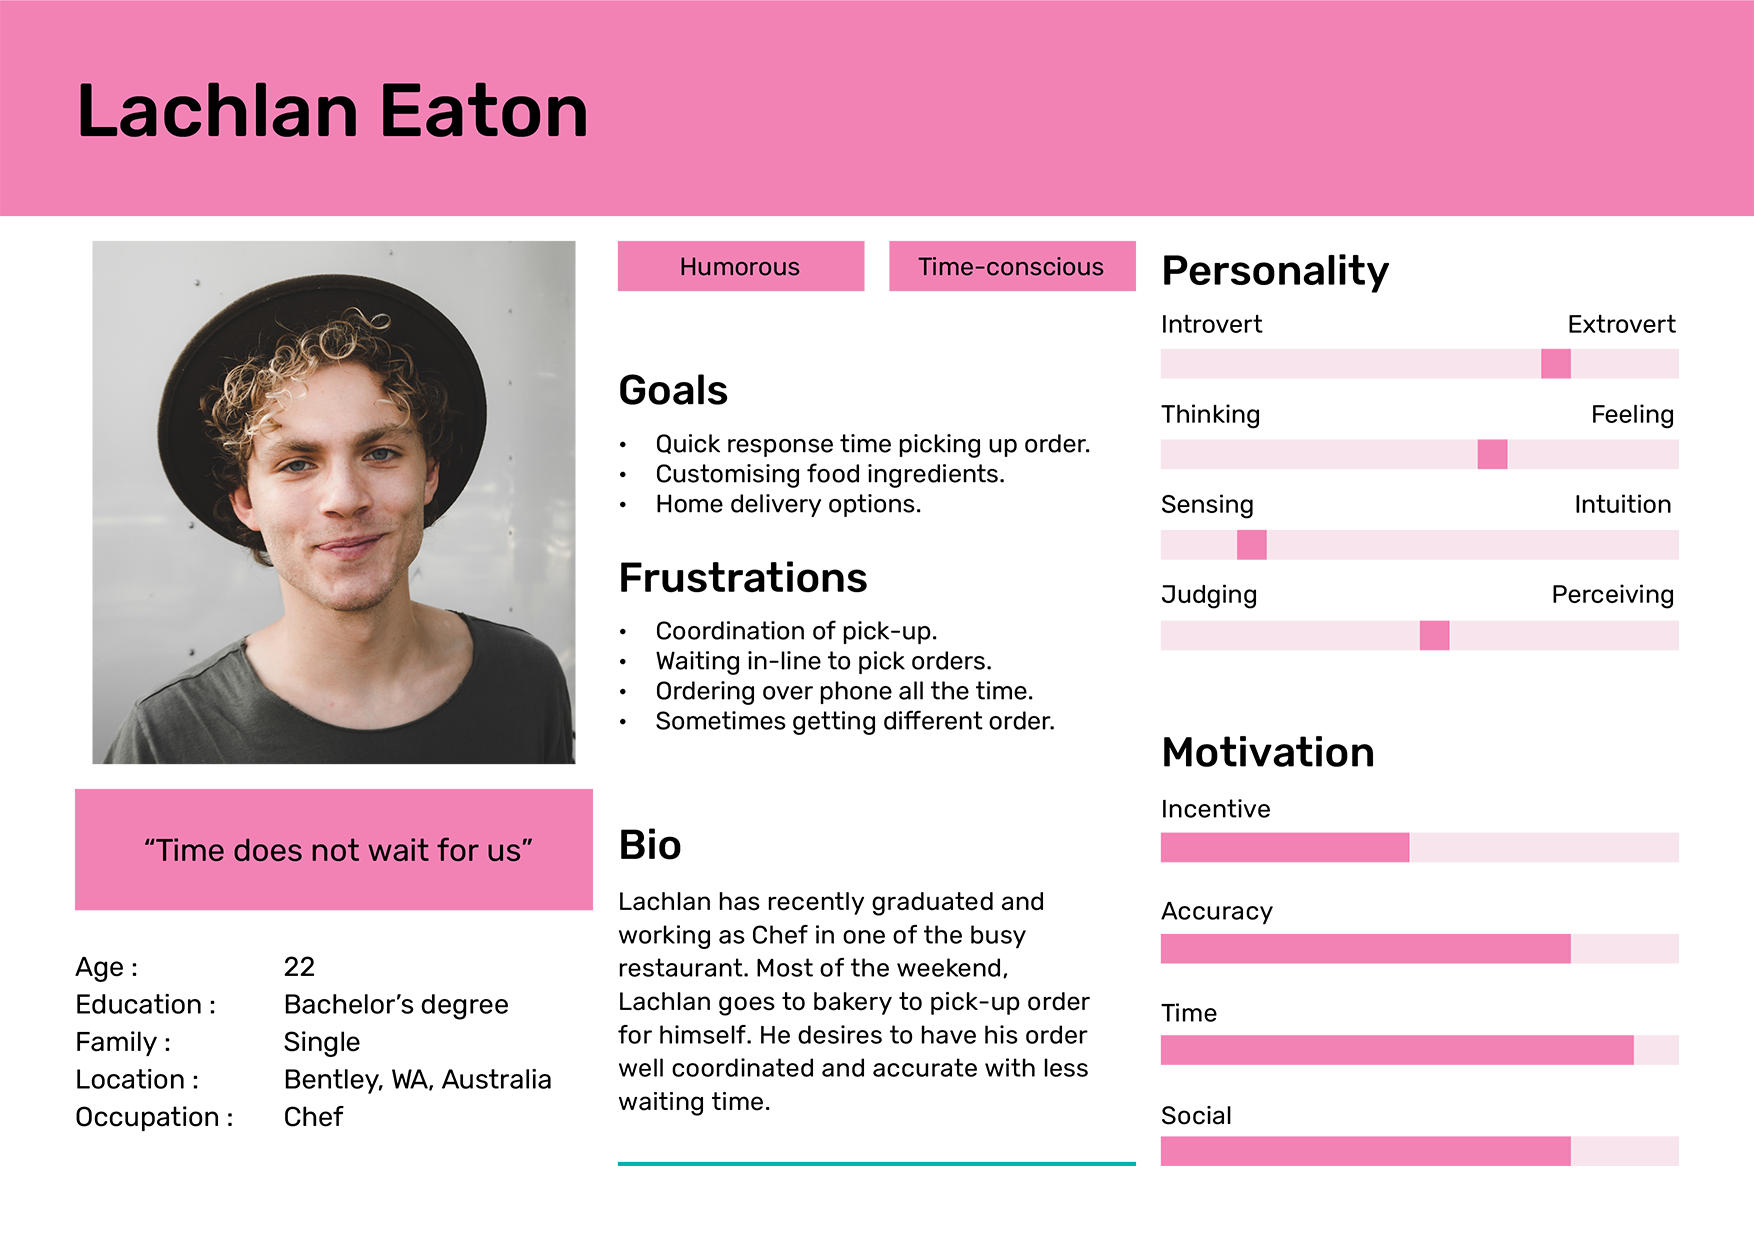 Lachlan Eaton
Humorous
Time-conscious
Goals
• Quick response time picking up order.
• Customising food ingredients.
• Home delivery options.
Frustrations
• Coordination of pick-up.
• Waiting in-line to pick orders.
• Ordering over phone all the time.
• Sometimes getting different order.
Bio
Lachlan has recently graduated and
working as Chef in one of the busy
restaurant. Most of the weekend,
Lachlan goes to bakery to pick-up order
for himself. He desires to have his order
well coordinated and accurate with less
waiting time.
“Time does not wait for us”
Age : 22
Education : Bachelor’s degree
Family : Single
Location : Bentley, WA, Australia
Occupation : Chef
Personality
Introvert Extrovert
Thinking Feeling
Sensing Intuition
Judging Perceiving
Motivation
Incentive
Accuracy
Time
Social